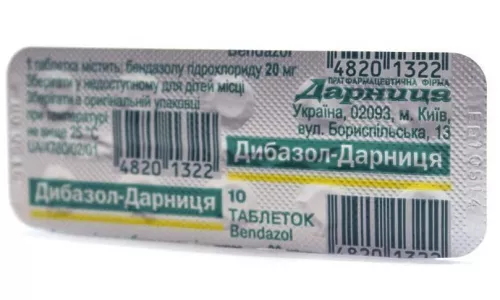 Bendazol
1 таблетка містить: бендазолу гідрохлориду 20 мг
Зберігати у недоступному для дітей місці
Зберігати в оригінальній упаковці
при температурі
не вище 25 °C
4820 1322
Дибазол-Дарниця
4820 1322
ФАРМАЦЕВТИЧНА ФІРМА
Дарниця
Україна, 02093, м. Київ,
вул. Бориспільська, 13
Дибазол-Дарниця
10
ТАБЛЕТОК
Bendazol
4820 1322